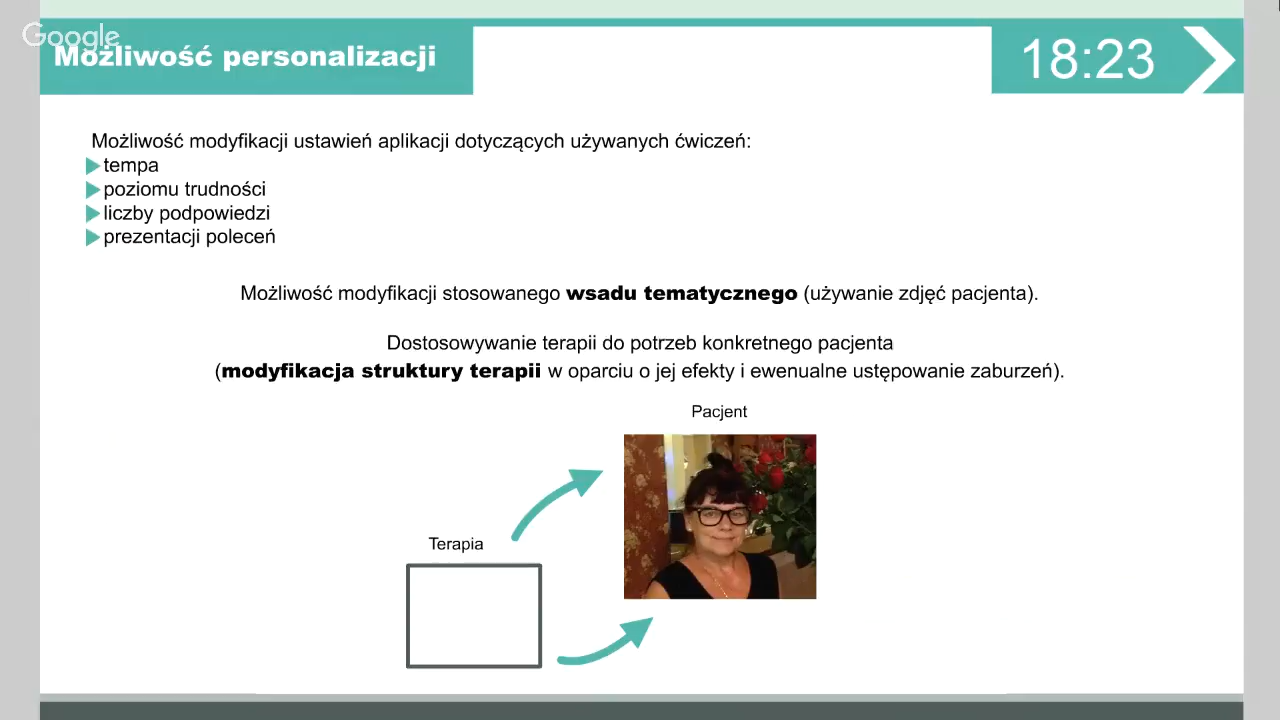 Google
Możliwość personalizacji
18:23
Możliwość modyfikacji ustawień aplikacji dotyczących używanych ćwiczeń:
tempa
poziomu trudności
liczby podpowiedzi
prezentacji poleceń
Możliwość modyfikacji stosowanego wsadu tematycznego (używanie zdjęć pacjenta).
Dostosowywanie terapii do potrzeb konkretnego pacjenta
(modyfikacja struktury terapii w oparciu o jej efekty i ewenualne ustępowanie zaburzeń).
Pacjent
Terapia